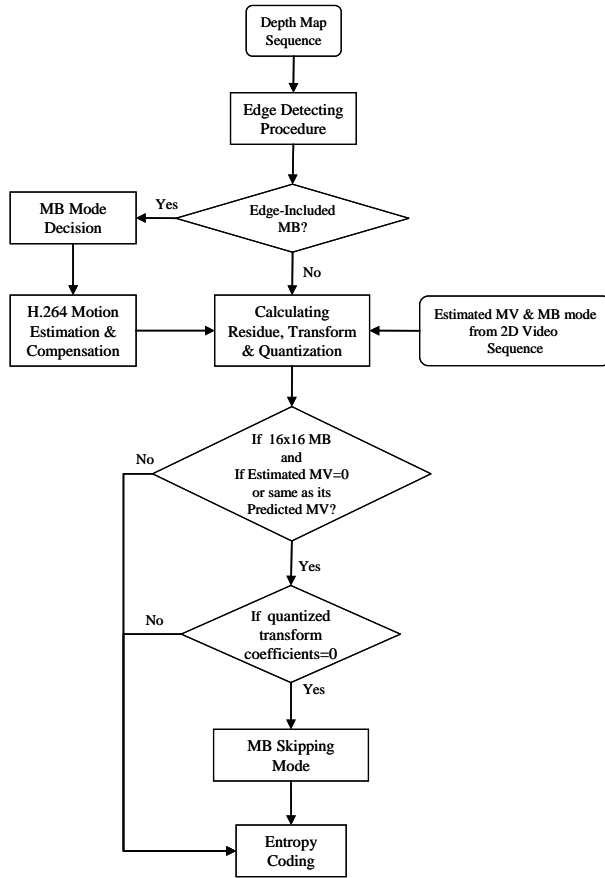 Depth Map
Sequence
Edge Detecting
Procedure
Edge-Included
MB?
Yes
MB Mode
Decision
No
H.264 Motion
Estimation &
Compensation
Calculating
Residue, Transform
& Quantization
Estimated MV & MB mode
from 2D Video
Sequence
If 16x16 MB
and
If Estimated MV=0
or same as its
Predicted MV?
No
Yes
If quantized
transform
coefficients=0
No
Yes
MB Skipping
Mode
Entropy
Coding